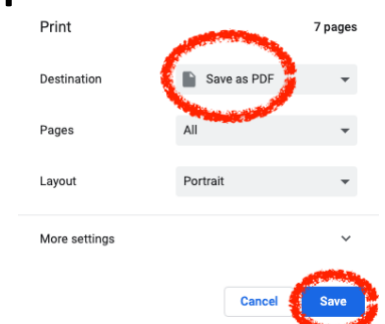 Print 7 pages
Destination Save as PDF
Pages All
Layout Portrait
More settings
Cancel Save